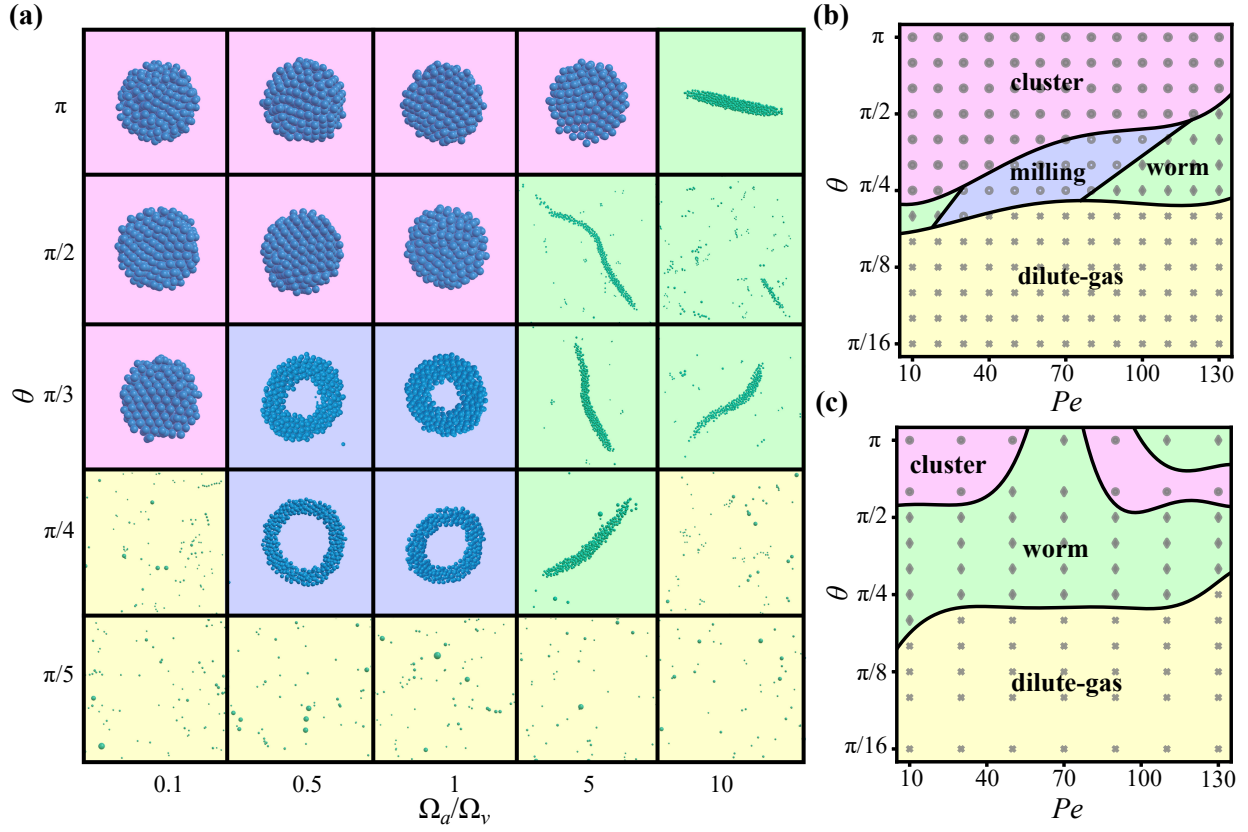 (a)
π
π/2
θ
π/3
π/4
π/5
0.1 0.5 1 5 10
Ωₐ/Ωᵥ
(b)
π
cluster
π/2
θ
milling
worm
π/4
π/8
dilute-gas
π/16
10 40 70 100 130
Pe
(c)
π
cluster
π/2
worm
θ
π/4
π/8
dilute-gas
π/16
10 40 70 100 130
Pe